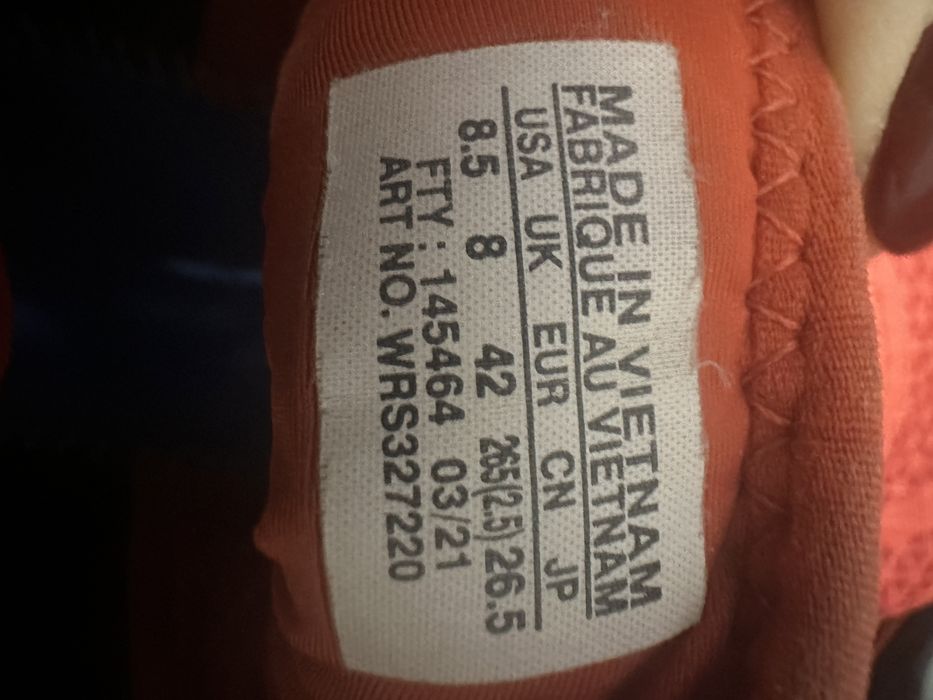 MADE IN VIETNAM
FABRIQUE AU VIETNAM
USA UK EUR CN JP
8.5 8 42 265(2.5) 26.5
FTY : 145464 03/21
ART NO. WRS327220